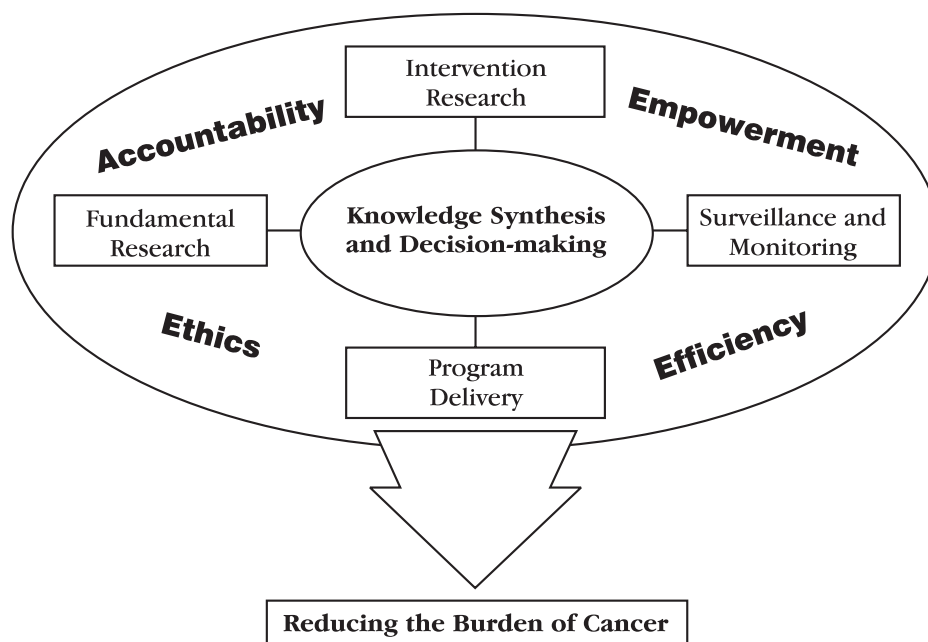 Intervention
Research
Accountability
Empowerment
Fundamental
Research
Knowledge Synthesis
and Decision-making
Surveillance and
Monitoring
Ethics
Efficiency
Program
Delivery
Reducing the Burden of Cancer